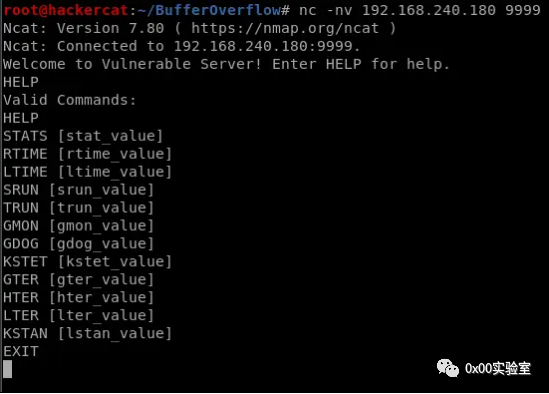 root@hackercat:~/BufferOverflow# nc -nv 192.168.240.180 9999
Ncat: Version 7.80 ( https://nmap.org/ncat )
Ncat: Connected to 192.168.240.180:9999.
Welcome to Vulnerable Server! Enter HELP for help.
HELP
Valid Commands:
HELP
STATS [stat_value]
RTIME [rtime_value]
LTIME [ltime_value]
SRUN [srun_value]
TRUN [trun_value]
GMON [gmon_value]
GDOG [gdog_value]
KSTET [kstet_value]
GTER [gter_value]
HTER [hter_value]
LTER [lter_value]
KSTAN [lstan_value]
EXIT
0x00实验室